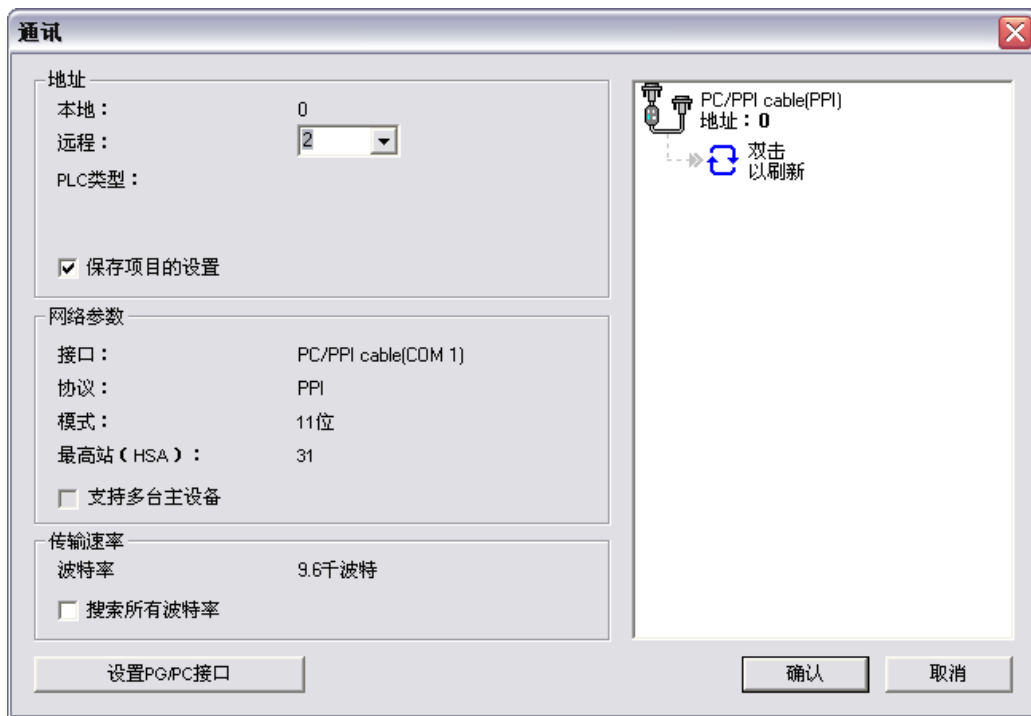 通讯
地址
本地： 0
远程： 2
PLC类型：
保存项目的设置
网络参数
接口： PC/PPI cable(COM 1)
协议： PPI
模式： 11位
最高站（HSA）： 31
支持多台主设备
传输速率
波特率 9.6千波特
搜索所有波特率
设置PG/PC接口
PC/PPI cable(PPI)
地址：0
双击
以刷新
确认
取消